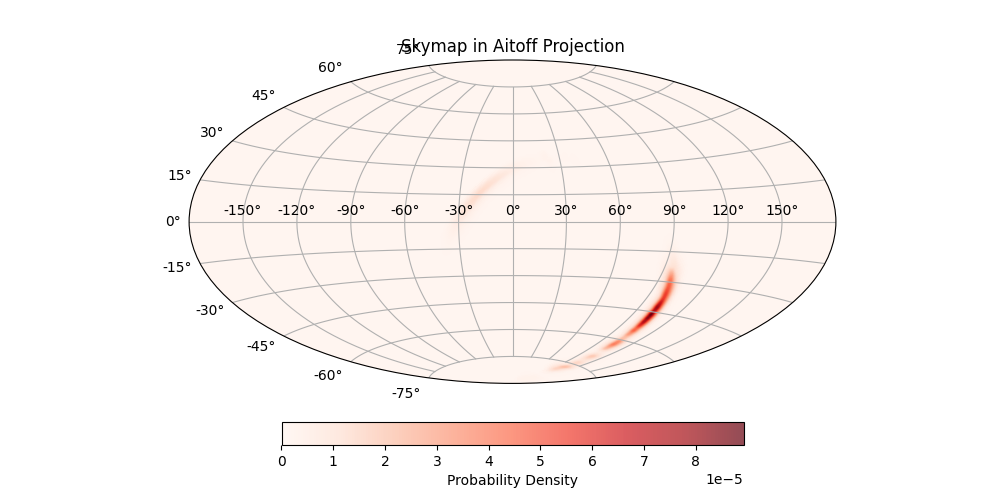 Skymap in Aitoff Projection
75°
60°
45°
30°
15°
-150° -120° -90° -60° -30° 0° 30° 60° 90° 120° 150°
0°
-15°
-30°
-45°
-60°
-75°
0 1 2 3 4 5 6 7 8
1e−5
Probability Density